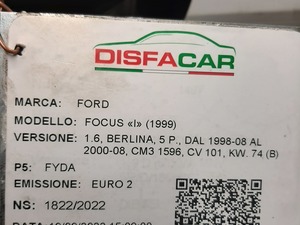 DISFACAR
MARCA: FORD
MODELLO: FOCUS «I» (1999)
VERSIONE: 1.6, BERLINA, 5 P., DAL 1998-08 AL
2000-08, CM3 1596, CV 101, KW. 74 (B)
P5: FYDA
EMISSIONE: EURO 2
NS: 1822/2022